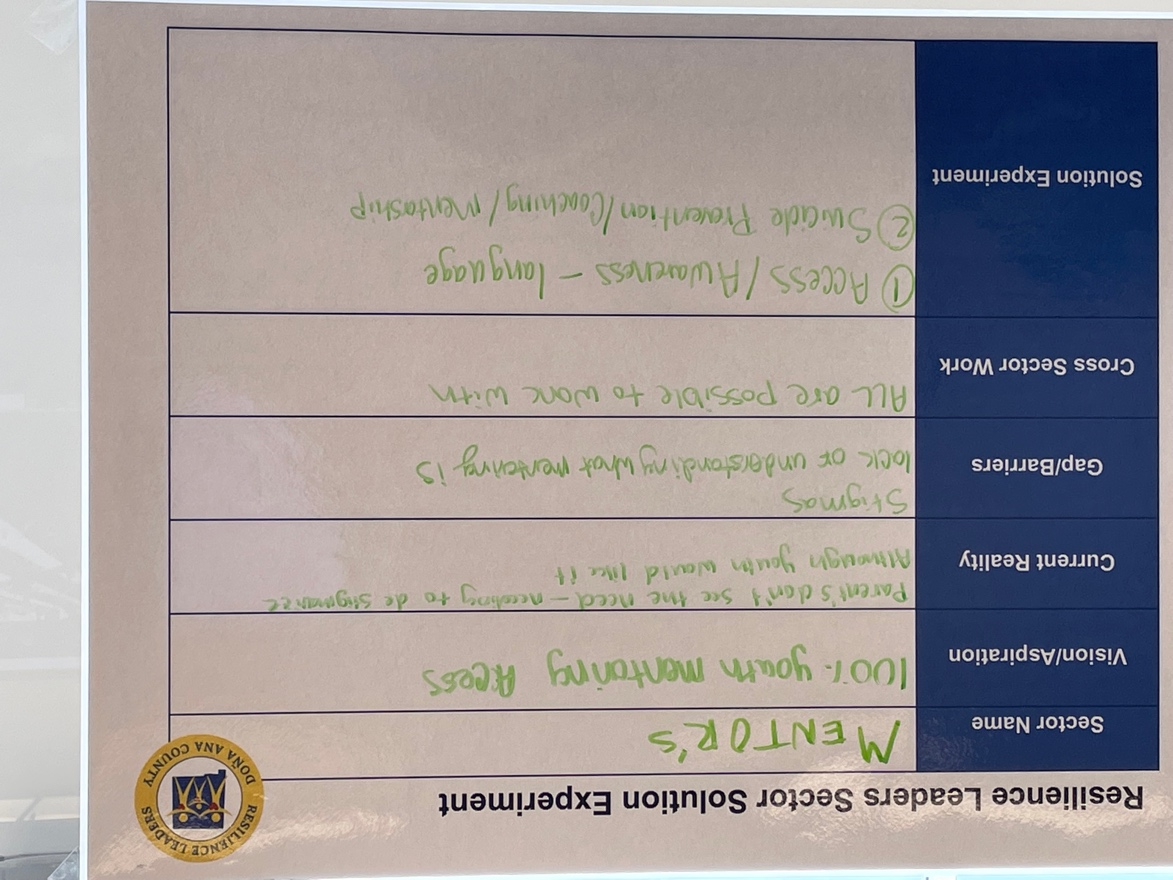 Resilience Leaders Sector Solution Experiment
RESILIENCE LEADERS
DOÑA ANA COUNTY
Sector Name
MENTOR'S
Vision/Aspiration
100% youth mentoring Access
Current Reality
Parent's don't see the need - needing to de stigmatize
Although youth would like it
Gap/Barriers
Stigmas
lack of understanding what mentoring is
Cross Sector Work
ALL are possible to work with
Solution Experiment
① Access / Awareness - language
② Suicide Prevention / Coaching / Mentorship